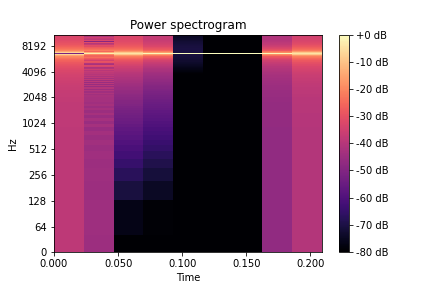 Power spectrogram
8192
4096
2048
1024
512
256
128
64
0
Hz
0.000 0.050 0.100 0.150 0.200
Time
+0 dB
-10 dB
-20 dB
-30 dB
-40 dB
-50 dB
-60 dB
-70 dB
-80 dB